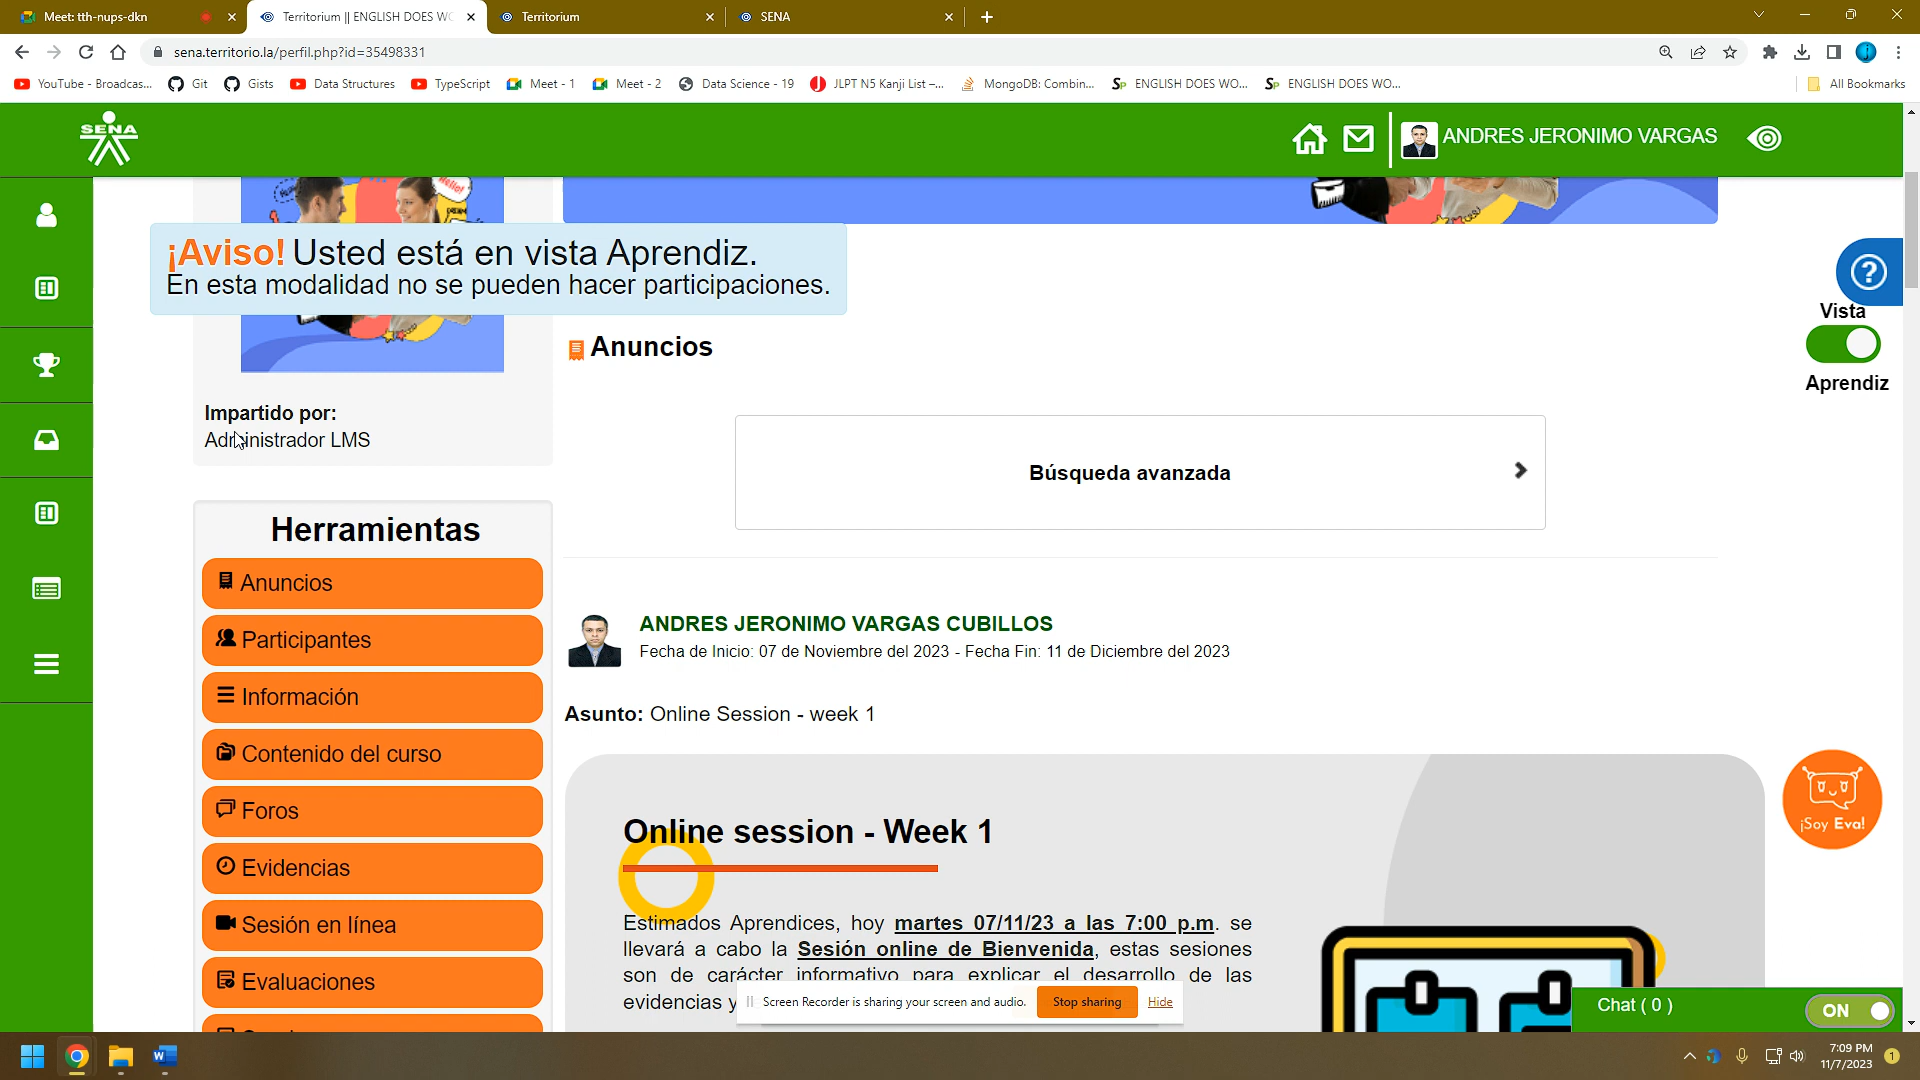 Meet: tth-nups-dkn
Territorium || ENGLISH DOES WO
Territorium
SENA
sena.territorio.la/perfil.php?id=35498331
YouTube - Broadcas...
Git
Gists
Data Structures
TypeScript
Meet - 1
Meet - 2
Data Science - 19
JLPT N5 Kanji List –...
MongoDB: Combin...
ENGLISH DOES WO...
ENGLISH DOES WO...
All Bookmarks
SENA
ANDRES JERONIMO VARGAS
Hello!
¡Aviso! Usted está en vista Aprendiz.
En esta modalidad no se pueden hacer participaciones.
Vista
Aprendiz
Impartido por:
Administrador LMS
Herramientas
Anuncios
Participantes
Información
Contenido del curso
Foros
Evidencias
Sesión en línea
Evaluaciones
Anuncios
Búsqueda avanzada
ANDRES JERONIMO VARGAS CUBILLOS
Fecha de Inicio: 07 de Noviembre del 2023 - Fecha Fin: 11 de Diciembre del 2023
Asunto: Online Session - week 1
Online session - Week 1
Estimados Aprendices, hoy martes 07/11/23 a las 7:00 p.m. se
llevará a cabo la Sesión online de Bienvenida, estas sesiones
son de carácter informativo para explicar el desarrollo de las
evidencias y
¡Soy Eva!
Screen Recorder is sharing your screen and audio.
Stop sharing
Hide
Chat ( 0 )
ON
7:09 PM
11/7/2023
1